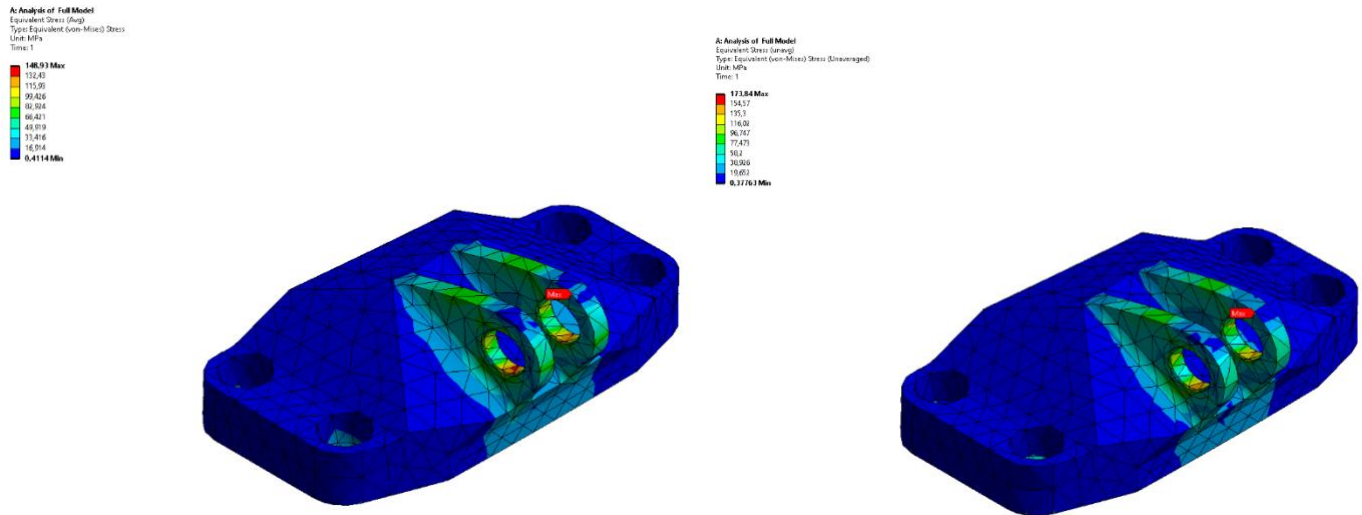 A: Analysis of Full Model
Equivalent Stress (Avg)
Type: Equivalent (von-Mises) Stress
Unit: MPa
Time: 1
148,93 Max
132,43
115,93
99,426
82,924
66,421
49,919
33,416
16,914
0,4114 Min
Max
A: Analysis of Full Model
Equivalent Stress (unavg)
Type: Equivalent (von-Mises) Stress (Unaveraged)
Unit: MPa
Time: 1
173,84 Max
154,57
135,3
116,02
96,747
77,473
58,2
38,926
19,652
0,37763 Min
Max